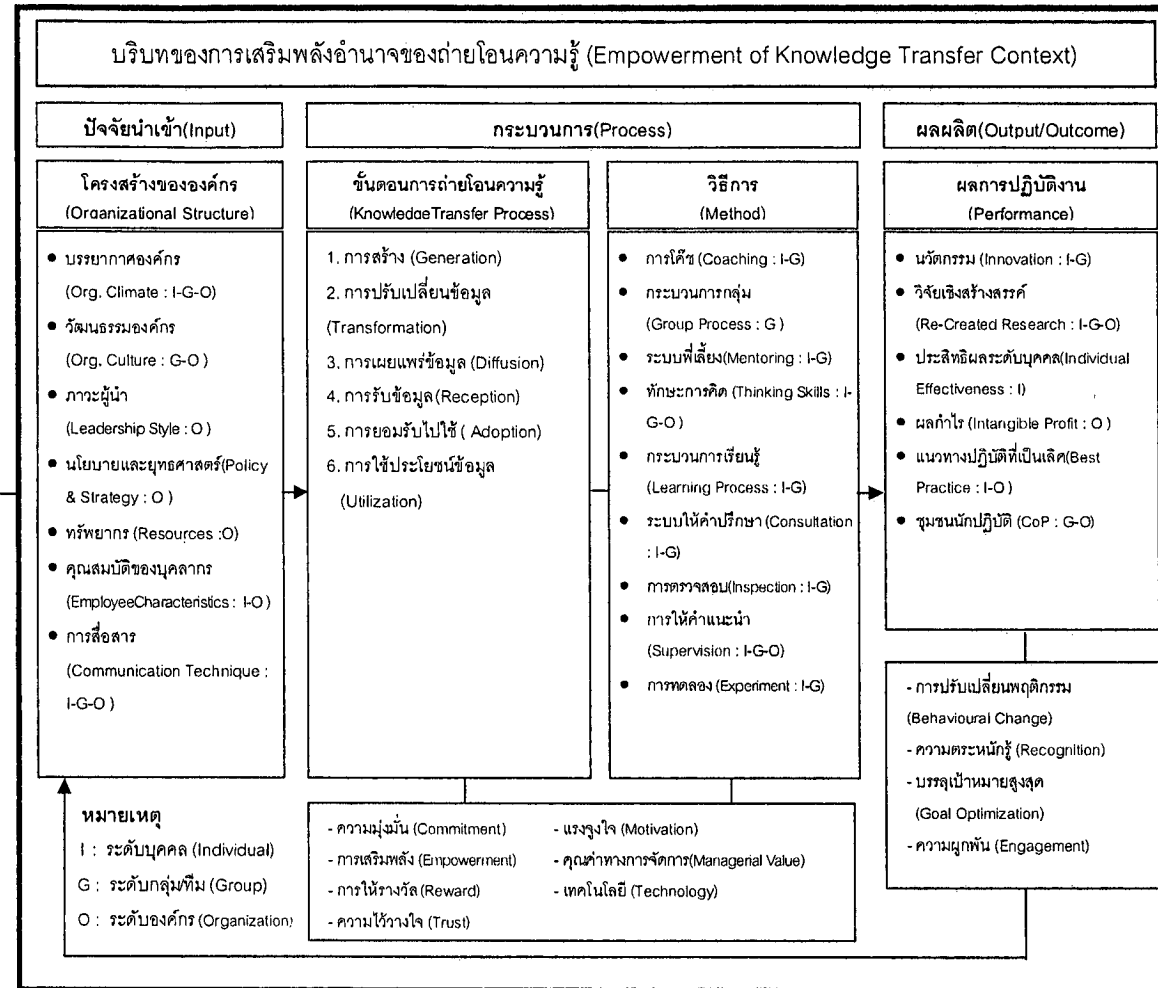 บริบทของการเสริมพลังอำนาจของถ่ายโอนความรู้ (Empowerment of Knowledge Transfer Context)
ปัจจัยนำเข้า(Input)
กระบวนการ(Process)
ผลผลิต(Output/Outcome)
โครงสร้างขององค์กร
(Organizational Structure)
ขั้นตอนการถ่ายโอนความรู้
(KnowledgeTransfer Process)
วิธีการ
(Method)
ผลการปฏิบัติงาน
(Performance)
• บรรยากาศองค์กร
(Org. Climate : I-G-O)
• วัฒนธรรมองค์กร
(Org. Culture : G-O)
• ภาวะผู้นำ
(Leadership Style : O )
• นโยบายและยุทธศาสตร์(Policy
& Strategy : O )
• ทรัพยากร (Resources :O)
• คุณสมบัติของบุคลากร
(EmployeeCharacteristics : I-O )
• การสื่อสาร
(Communication Technique :
I-G-O )
1. การสร้าง (Generation)
2. การปรับเปลี่ยนข้อมูล
(Transformation)
3. การเผยแพร่ข้อมูล (Diffusion)
4. การรับข้อมูล(Reception)
5. การยอมรับไปใช้ ( Adoption)
6. การใช้ประโยชน์ข้อมูล
(Utilization)
• การโค๊ช (Coaching : I-G)
• กระบวนการกลุ่ม
(Group Process : G )
• ระบบพี่เลี้ยง(Mentoring : I-G)
• ทักษะการคิด (Thinking Skills : I-
G-O )
• กระบวนการเรียนรู้
(Learning Process : I-G)
• ระบบให้คำปรึกษา (Consultation
: I-G)
• การตรวจสอบ(Inspection : I-G)
• การให้คำแนะนำ
(Supervision : I-G-O)
• การทดลอง (Experiment : I-G)
• นวัตกรรม (Innovation : I-G)
• วิจัยเชิงสร้างสรรค์
(Re-Created Research : I-G-O)
• ประสิทธิผลระดับบุคคล(Individual
Effectiveness : I)
• ผลกำไร (Intangible Profit : O )
• แนวทางปฏิบัติที่เป็นเลิศ(Best
Practice : I-O )
• ชุมชนนักปฏิบัติ (CoP : G-O)
- การปรับเปลี่ยนพฤติกรรม
(Behavioural Change)
- ความตระหนักรู้ (Recognition)
- บรรลุเป้าหมายสูงสุด
(Goal Optimization)
- ความผูกพัน (Engagement)
หมายเหตุ
I : ระดับบุคคล (Individual)
G : ระดับกลุ่ม/ทีม (Group)
O : ระดับองค์กร (Organization)
- ความมุ่งมั่น (Commitment)
- การเสริมพลัง (Empowerment)
- การให้รางวัล (Reward)
- ความไว้วางใจ (Trust)
- แรงจูงใจ (Motivation)
- คุณค่าทางการจัดการ(Managerial Value)
- เทคโนโลยี (Technology)